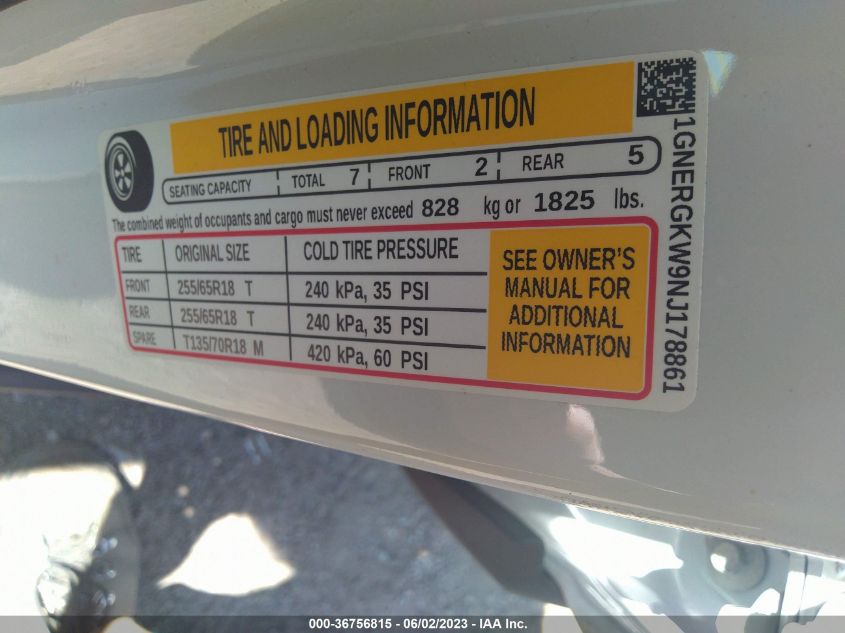 TIRE AND LOADING INFORMATION
SEATING CAPACITY TOTAL 7 FRONT 2 REAR 5
The combined weight of occupants and cargo must never exceed 828 kg or 1825 lbs.
TIRE ORIGINAL SIZE COLD TIRE PRESSURE
FRONT 255/65R18 T 240 kPa, 35 PSI
REAR 255/65R18 T 240 kPa, 35 PSI
SPARE T135/70R18 M 420 kPa, 60 PSI
SEE OWNER'S
MANUAL FOR
ADDITIONAL
INFORMATION
1GNERGKW9NJ178861
000-36756815 - 06/02/2023 - IAA Inc.